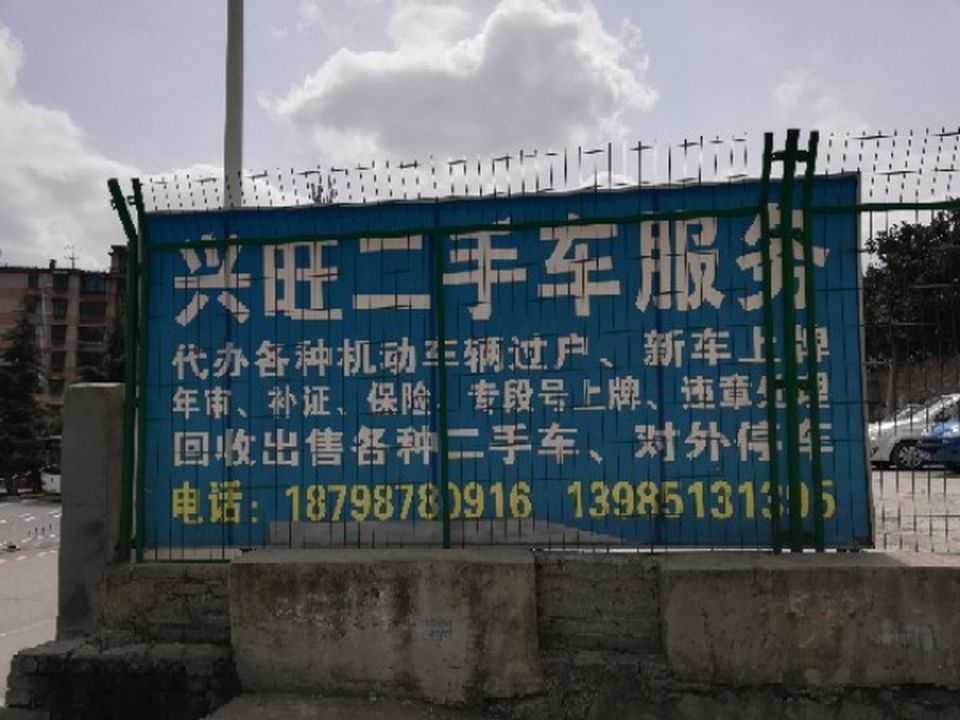 兴旺二手车服务
代办各种机动车辆过户、新车上牌
年审、补证、保险、专段号上牌、违章处理
回收出售各种二手车、对外停车
电话：18798780916 13985131395